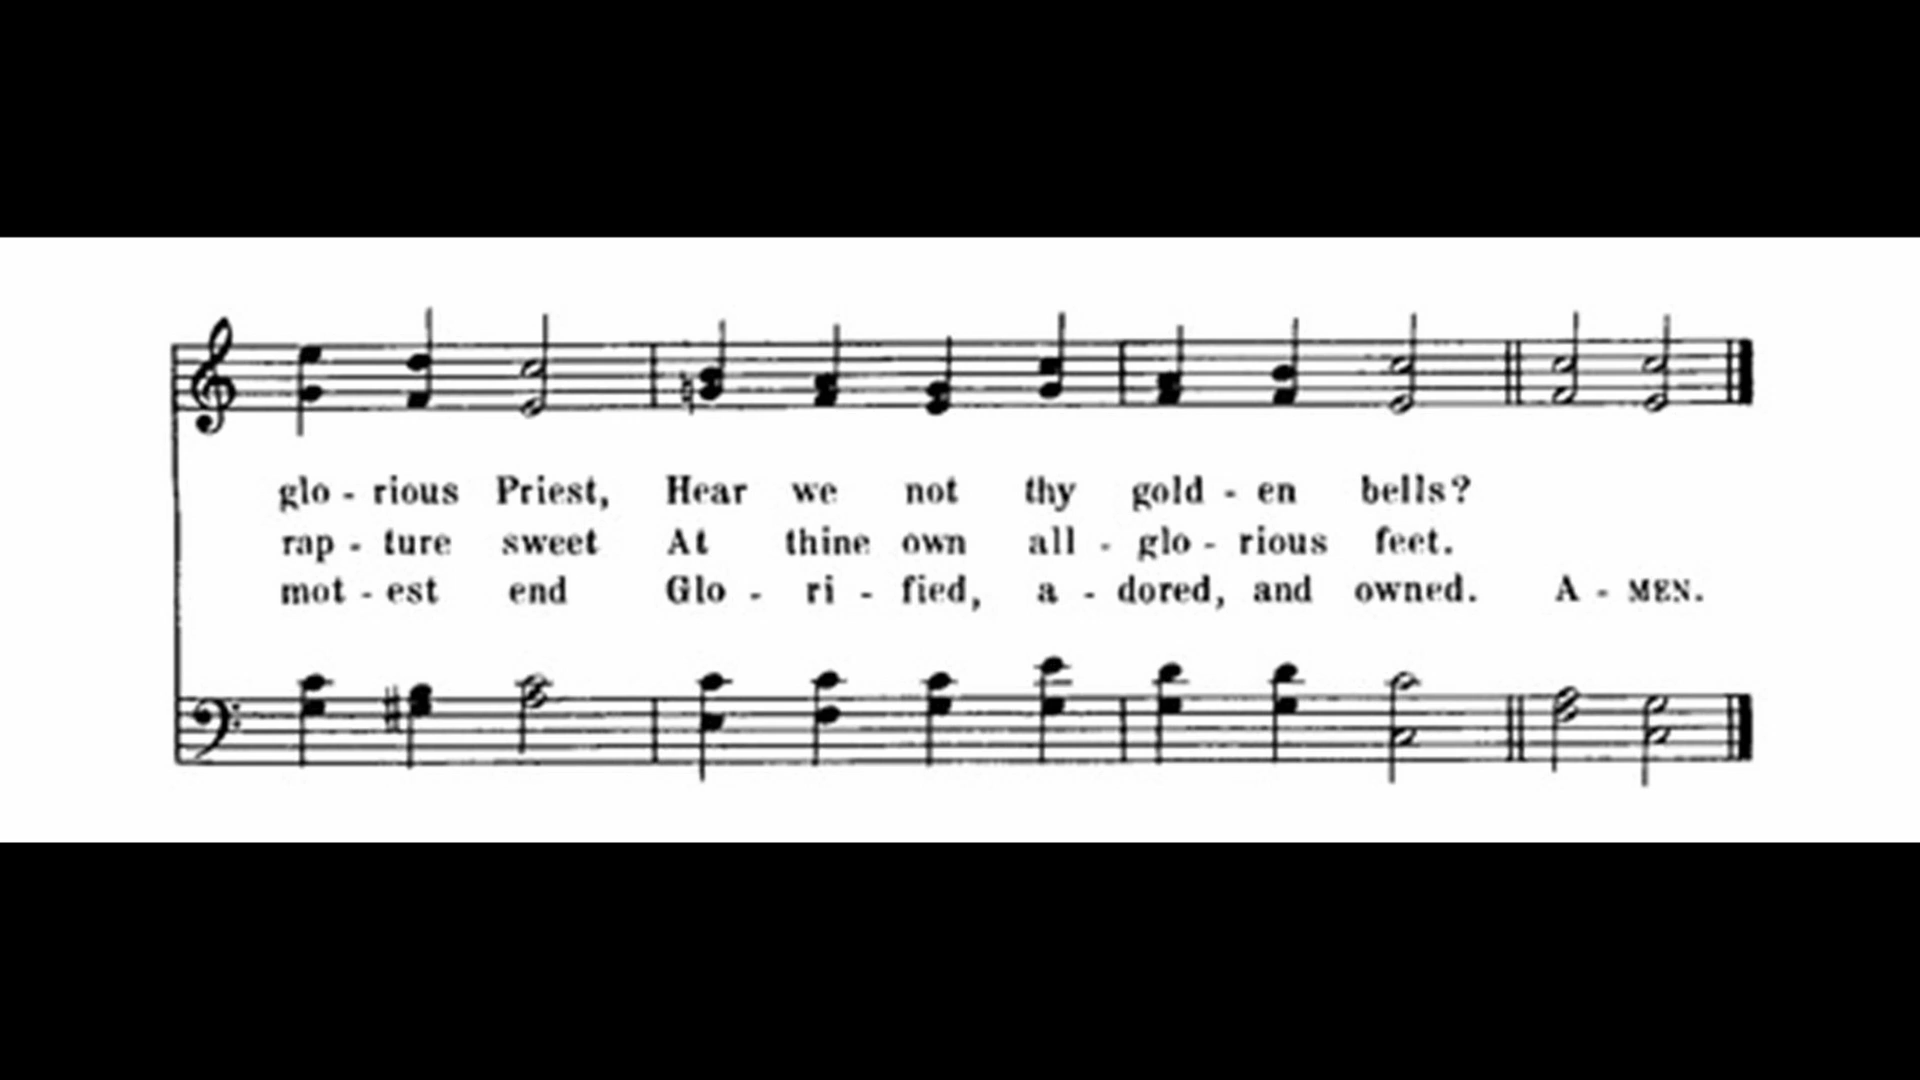 glo - rious Priest, Hear we not thy gold - en bells?
rap - ture sweet At thine own all - glo - rious feet.
mot - est end Glo - ri - fied, a - dored, and owned. A - MEN.